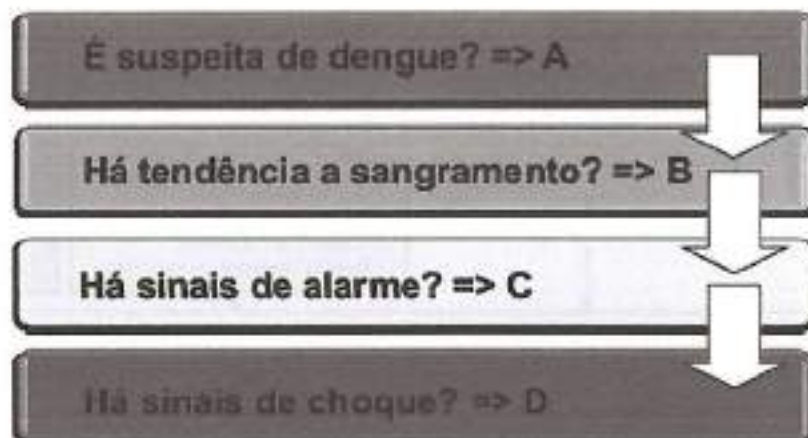 É suspeita de dengue? => A
Há tendência a sangramento? => B
Há sinais de alarme? => C
Há sinais de choque? => D